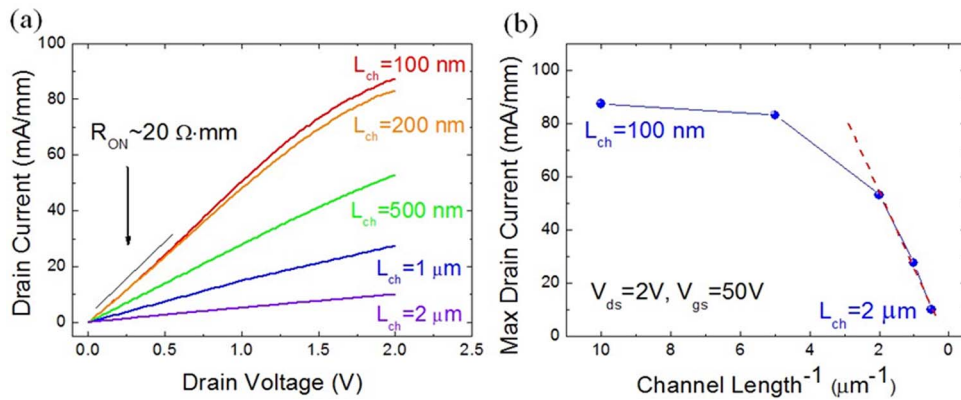 (a)
Drain Current (mA/mm)
100
80
60
40
20
0
R_ON~20 Ω·mm
L_ch=100 nm
L_ch=200 nm
L_ch=500 nm
L_ch=1 μm
L_ch=2 μm
0.0 0.5 1.0 1.5 2.0 2.5
Drain Voltage (V)
(b)
Max Drain Current (mA/mm)
100
80
60
40
20
0
L_ch=100 nm
V_ds=2V, V_gs=50V
L_ch=2 μm
10 8 6 4 2 0
Channel Length⁻¹ (μm⁻¹)